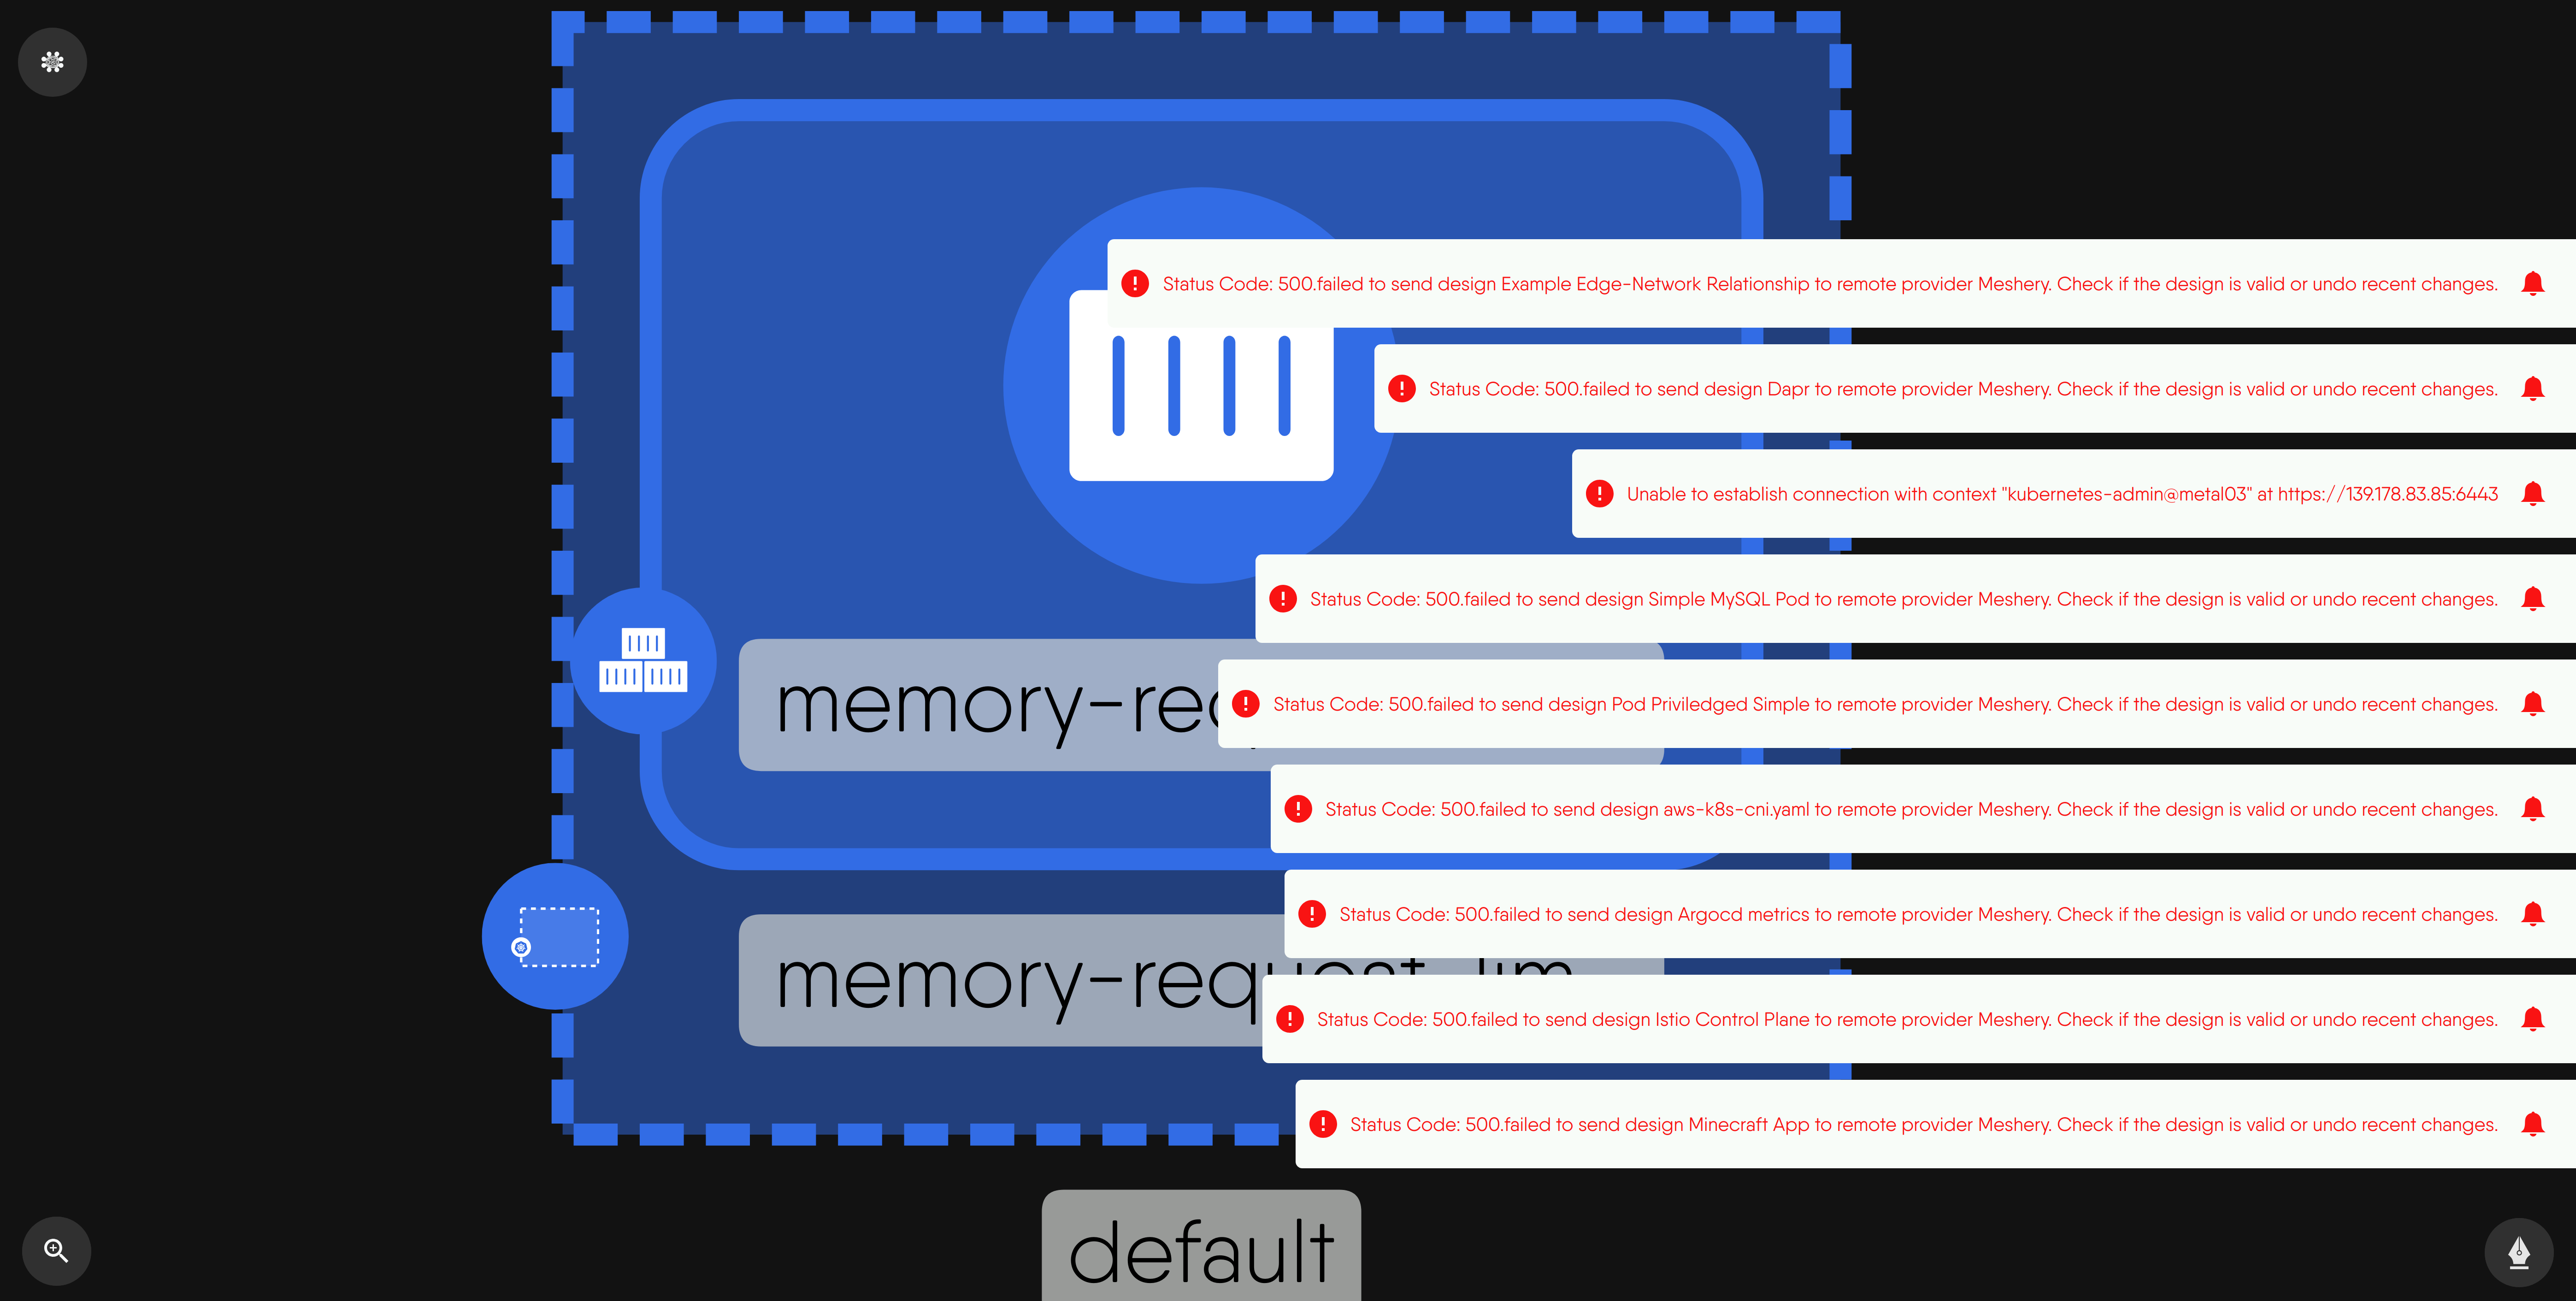 Status Code: 500.failed to send design Example Edge-Network Relationship to remote provider Meshery. Check if the design is valid or undo recent changes.
Status Code: 500.failed to send design Dapr to remote provider Meshery. Check if the design is valid or undo recent changes.
Unable to establish connection with context "kubernetes-admin@metal03" at https://139.178.83.85:6443
Status Code: 500.failed to send design Simple MySQL Pod to remote provider Meshery. Check if the design is valid or undo recent changes.
memory-req
Status Code: 500.failed to send design Pod Priviledged Simple to remote provider Meshery. Check if the design is valid or undo recent changes.
Status Code: 500.failed to send design aws-k8s-cni.yaml to remote provider Meshery. Check if the design is valid or undo recent changes.
Status Code: 500.failed to send design Argocd metrics to remote provider Meshery. Check if the design is valid or undo recent changes.
memory-request-lim
Status Code: 500.failed to send design Istio Control Plane to remote provider Meshery. Check if the design is valid or undo recent changes.
Status Code: 500.failed to send design Minecraft App to remote provider Meshery. Check if the design is valid or undo recent changes.
default